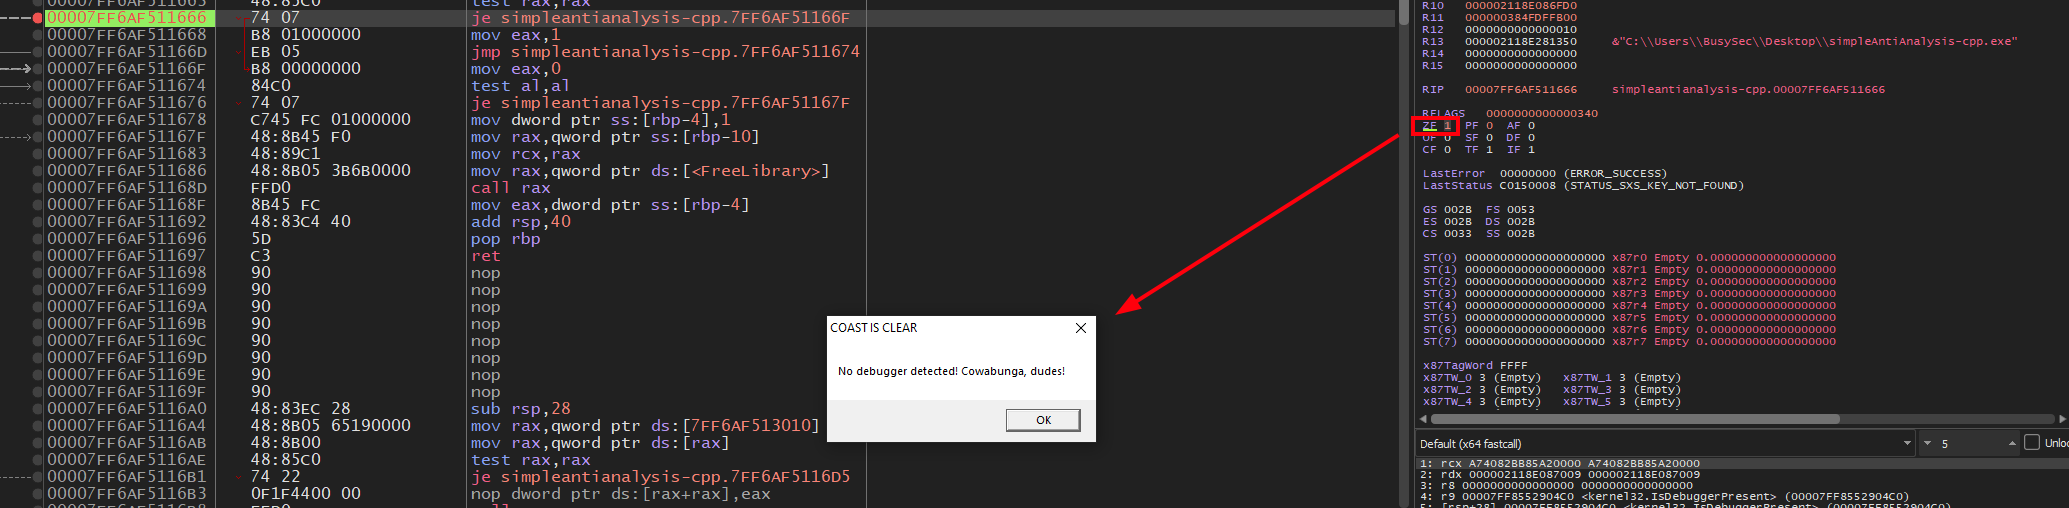 00007FF6AF511663 48:85C0 test rax,rax
00007FF6AF511666 74 07 je simpleantianalysis-cpp.7FF6AF51166F
00007FF6AF511668 B8 01000000 mov eax,1
00007FF6AF51166D EB 05 jmp simpleantianalysis-cpp.7FF6AF511674
00007FF6AF51166F B8 00000000 mov eax,0
00007FF6AF511674 84C0 test al,al
00007FF6AF511676 74 07 je simpleantianalysis-cpp.7FF6AF51167F
00007FF6AF511678 C745 FC 01000000 mov dword ptr ss:[rbp-4],1
00007FF6AF51167F 48:8B45 F0 mov rax,qword ptr ss:[rbp-10]
00007FF6AF511683 48:89C1 mov rcx,rax
00007FF6AF511686 48:8B05 3B6B0000 mov rax,qword ptr ds:[<FreeLibrary>]
00007FF6AF51168D FFD0 call rax
00007FF6AF51168F 8B45 FC mov eax,dword ptr ss:[rbp-4]
00007FF6AF511692 48:83C4 40 add rsp,40
00007FF6AF511696 5D pop rbp
00007FF6AF511697 C3 ret
00007FF6AF511698 90 nop
00007FF6AF511699 90 nop
00007FF6AF51169A 90 nop
00007FF6AF51169B 90 nop
00007FF6AF51169C 90 nop
00007FF6AF51169D 90 nop
00007FF6AF51169E 90 nop
00007FF6AF51169F 90 nop
00007FF6AF5116A0 48:83EC 28 sub rsp,28
00007FF6AF5116A4 48:8B05 65190000 mov rax,qword ptr ds:[7FF6AF513010]
00007FF6AF5116AB 48:8B00 mov rax,qword ptr ds:[rax]
00007FF6AF5116AE 48:85C0 test rax,rax
00007FF6AF5116B1 74 22 je simpleantianalysis-cpp.7FF6AF5116D5
00007FF6AF5116B3 0F1F4400 00 nop dword ptr ds:[rax+rax],eax
COAST IS CLEAR
No debugger detected! Cowabunga, dudes!
OK
R10 000002118E086FD0
R11 000000384FDFFB00
R12 0000000000000010
R13 000002118E281350 &"C:\\Users\\BusySec\\Desktop\\simpleAntiAnalysis-cpp.exe"
R14 0000000000000000
R15 0000000000000000
RIP 00007FF6AF511666 simpleantianalysis-cpp.00007FF6AF511666
RFLAGS 0000000000000340
ZF 1 PF 0 AF 0
OF 0 SF 0 DF 0
CF 0 TF 1 IF 1
LastError 00000000 (ERROR_SUCCESS)
LastStatus C0150008 (STATUS_SXS_KEY_NOT_FOUND)
GS 002B FS 0053
ES 002B DS 002B
CS 0033 SS 002B
ST(0) 00000000000000000000 x87r0 Empty 0.000000000000000000
ST(1) 00000000000000000000 x87r1 Empty 0.000000000000000000
ST(2) 00000000000000000000 x87r2 Empty 0.000000000000000000
ST(3) 00000000000000000000 x87r3 Empty 0.000000000000000000
ST(4) 00000000000000000000 x87r4 Empty 0.000000000000000000
ST(5) 00000000000000000000 x87r5 Empty 0.000000000000000000
ST(6) 00000000000000000000 x87r6 Empty 0.000000000000000000
ST(7) 00000000000000000000 x87r7 Empty 0.000000000000000000
x87TagWord FFFF
x87TW_0 3 (Empty) x87TW_1 3 (Empty)
x87TW_2 3 (Empty) x87TW_3 3 (Empty)
x87TW_4 3 (Empty) x87TW_5 3 (Empty)
Default (x64 fastcall) 5 Unloc
1: rcx A74082BB85A20000 A74082BB85A20000
2: rdx 000002118E087009 000002118E087009
3: r8 0000000000000000 0000000000000000
4: r9 00007FF8552904C0 <kernel32.IsDebuggerPresent> (00007FF8552904C0)
5: [rsp+28] 00007FF8552904C0 <kernel32.IsDebuggerPresent> (00007FF8552904C0)